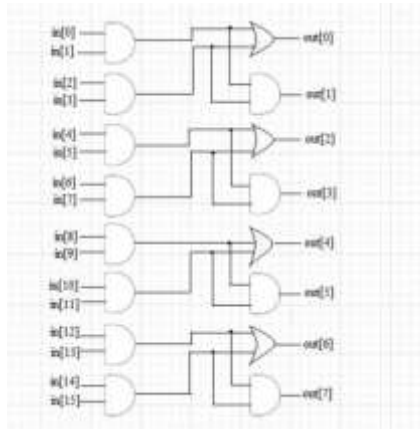 in[0]
in[1]
out[0]
in[2]
in[3]
out[1]
in[4]
in[5]
out[2]
in[6]
in[7]
out[3]
in[8]
in[9]
out[4]
in[10]
in[11]
out[5]
in[12]
in[13]
out[6]
in[14]
in[15]
out[7]